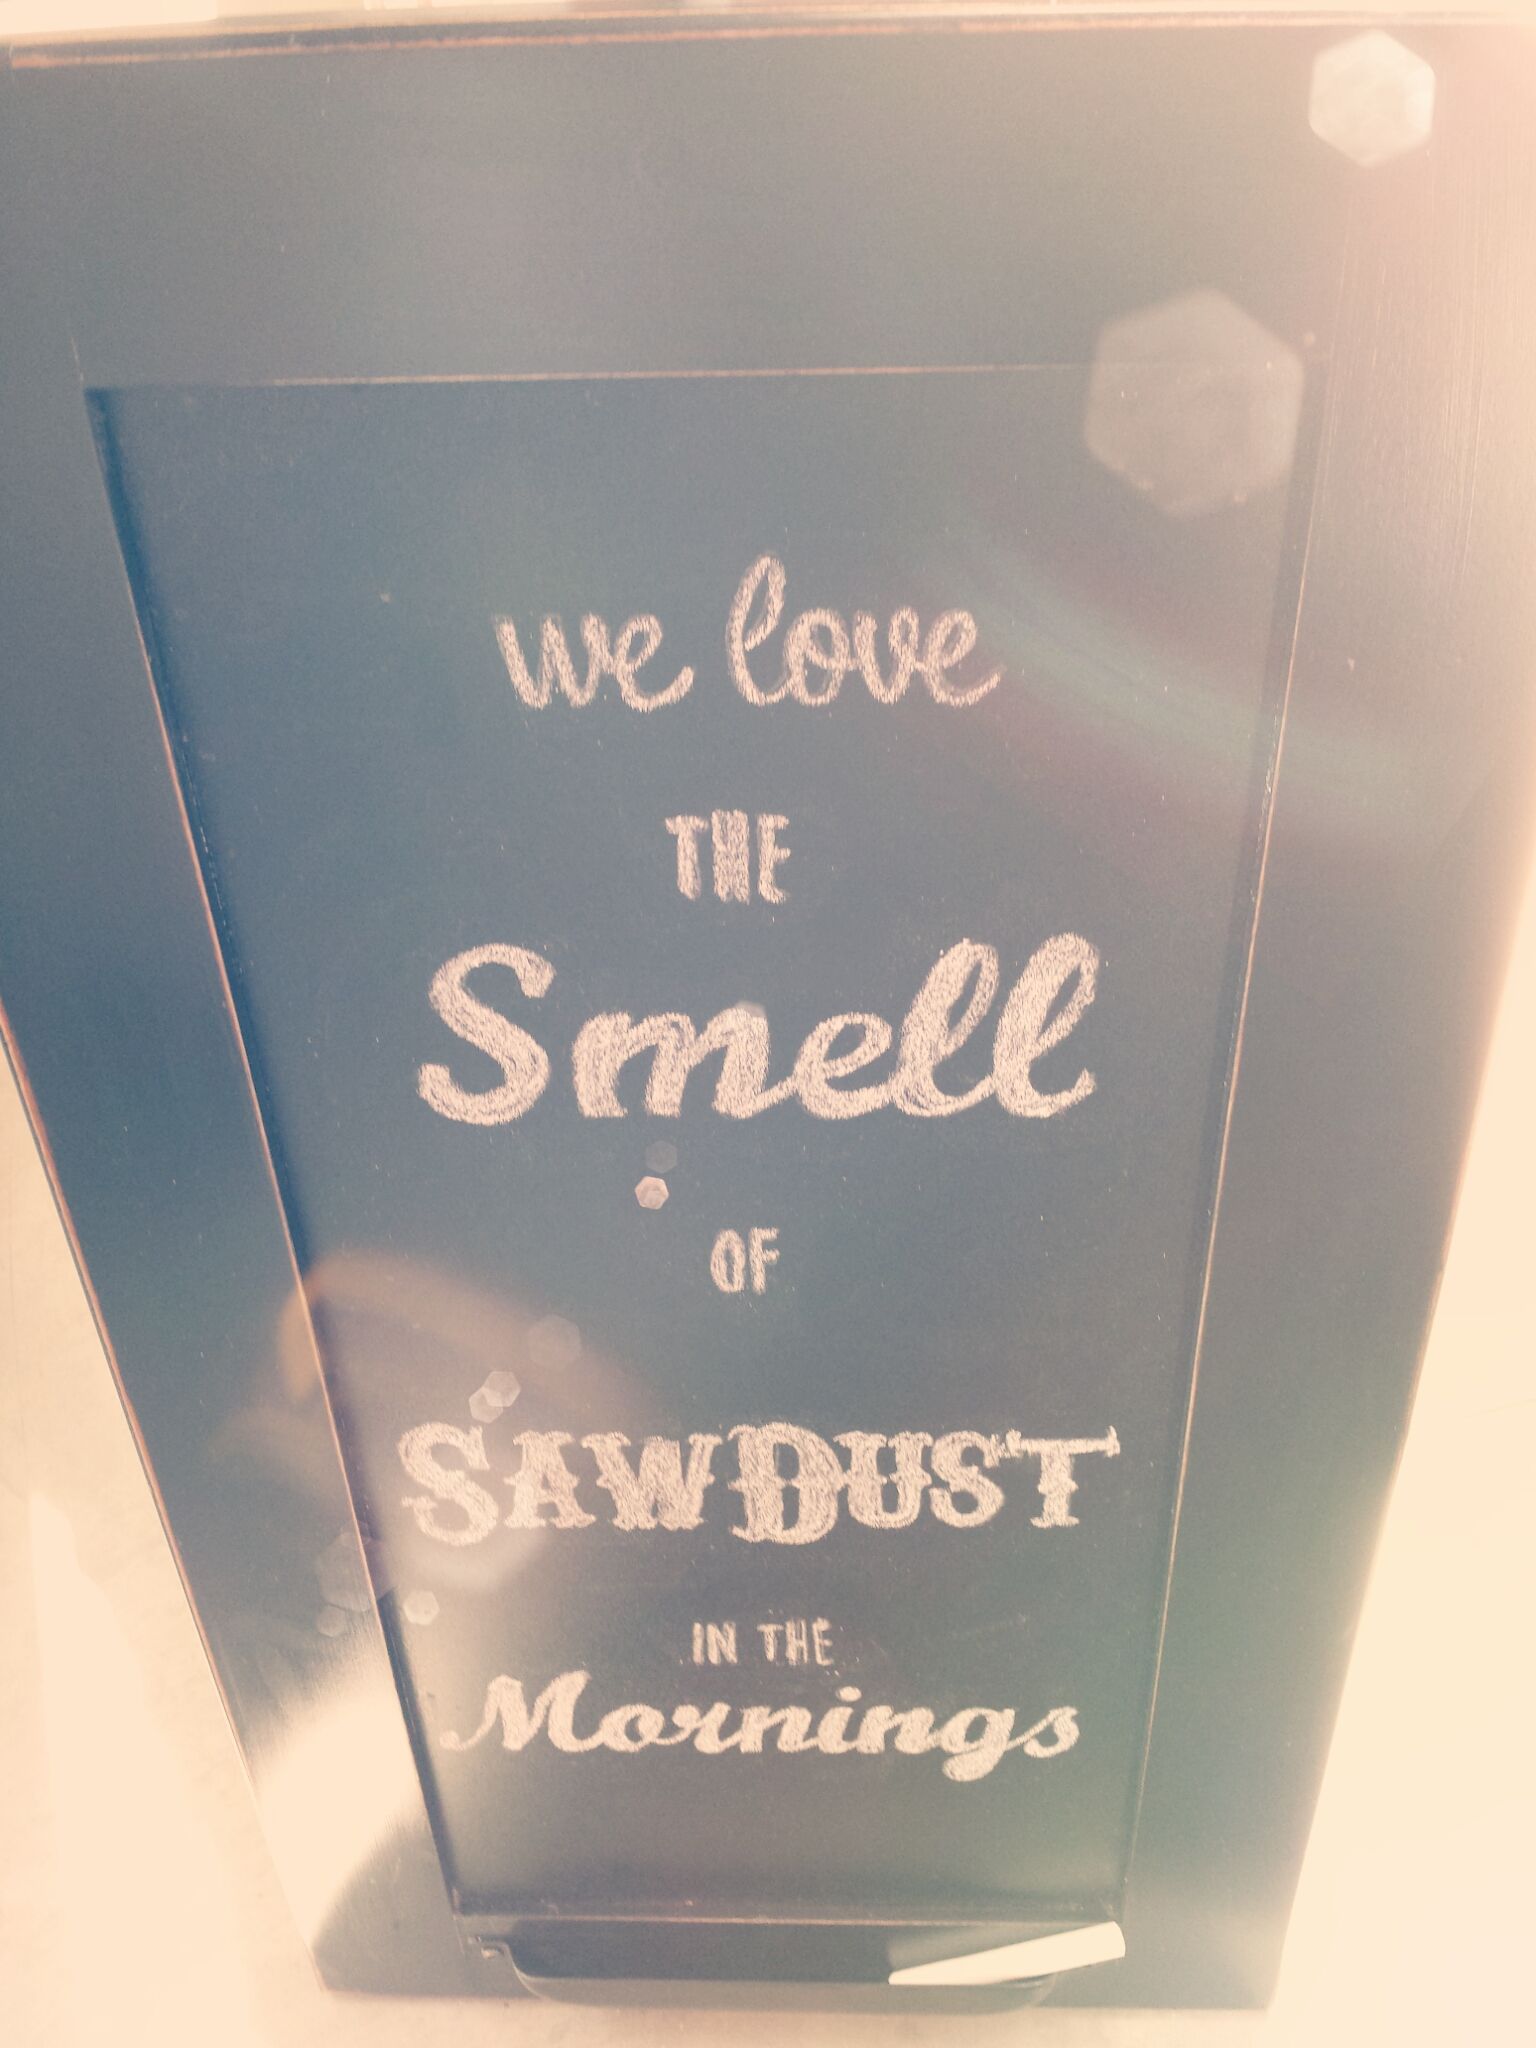 we love
THE
Smell
OF
SAWDUST
IN THE
Mornings